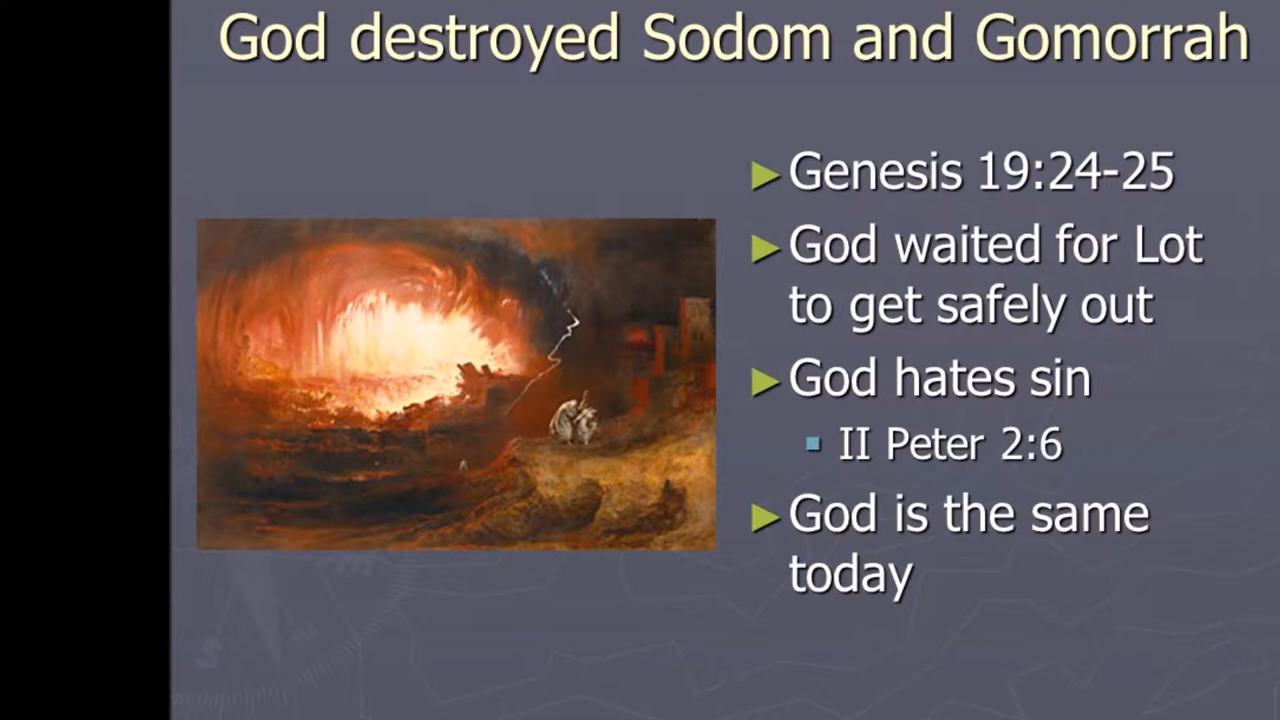 God destroyed Sodom and Gomorrah
Genesis 19:24-25
God waited for Lot
to get safely out
God hates sin
II Peter 2:6
God is the same
today